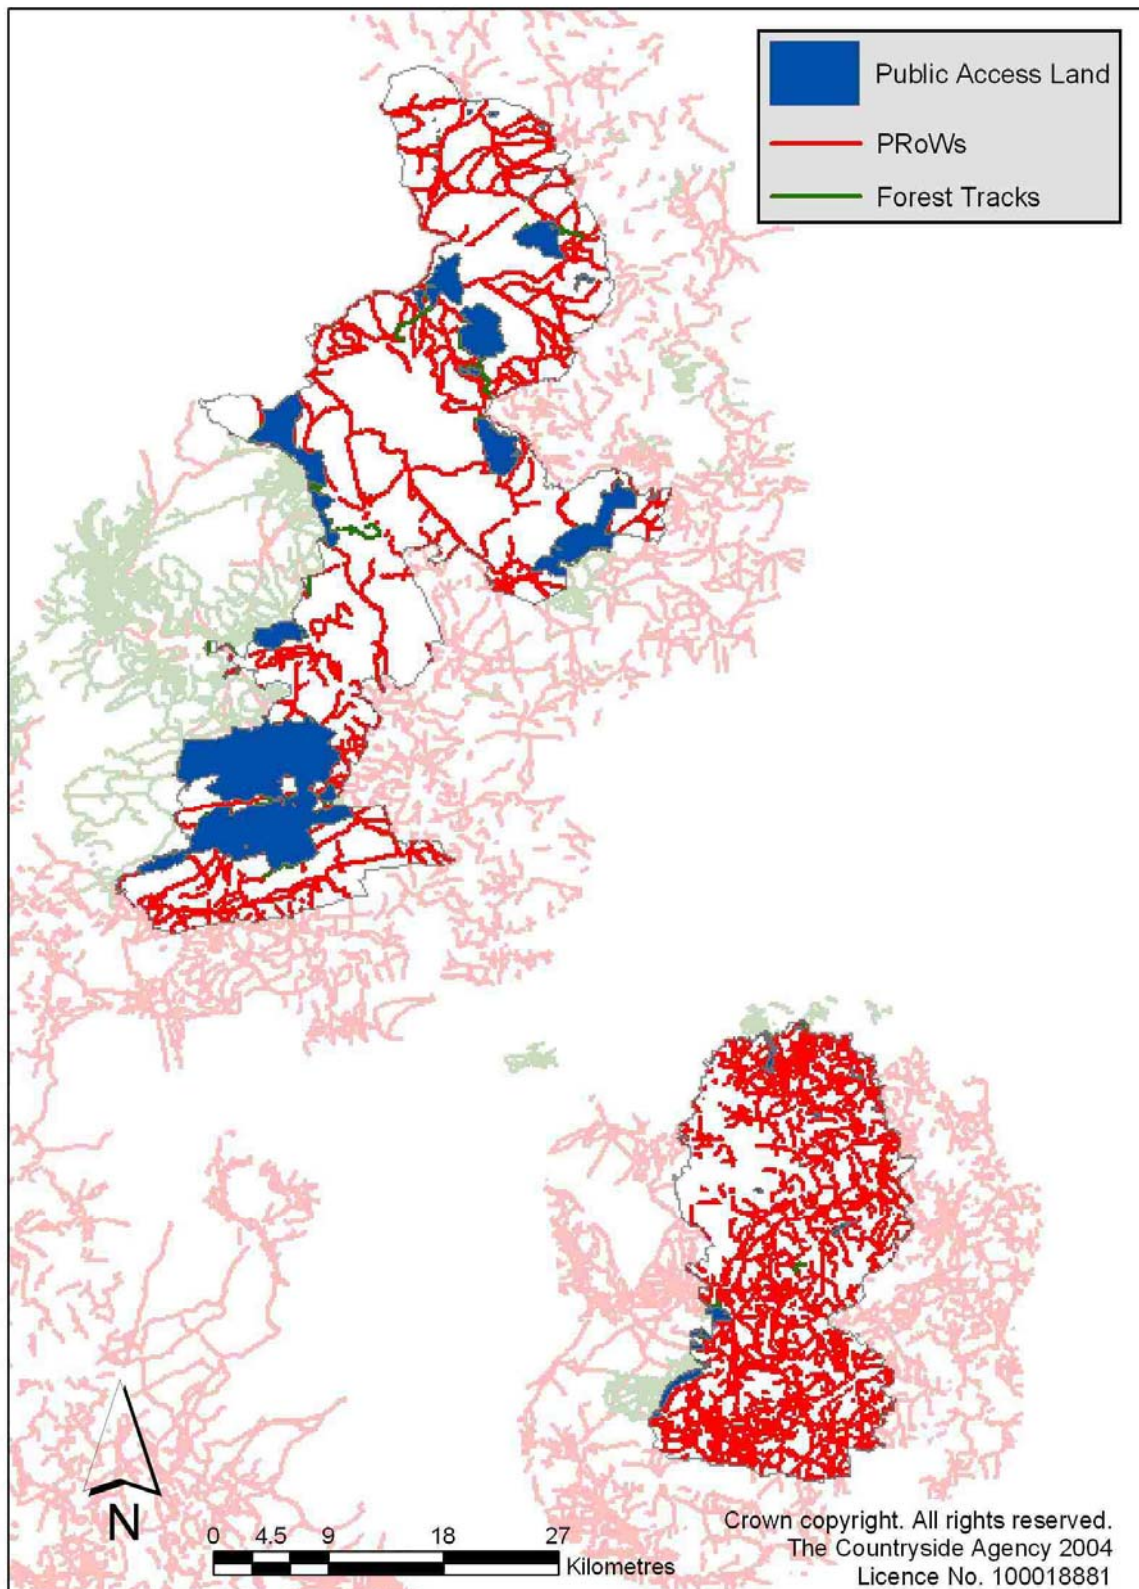 Public Access Land
PRoWs
Forest Tracks
N
0 4.5 9 18 27
Kilometres
Crown copyright. All rights reserved.
The Countryside Agency 2004
Licence No. 100018881